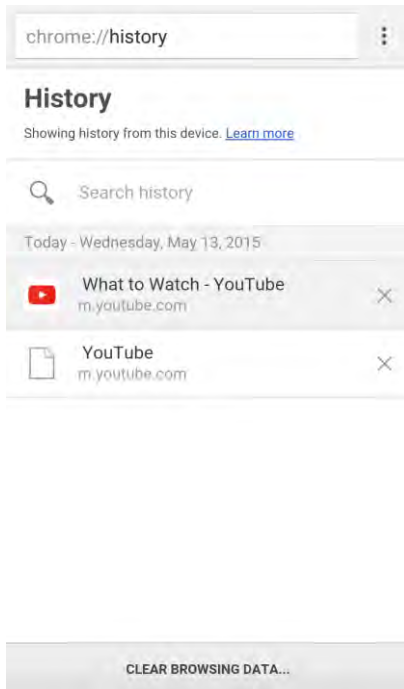 chrome://history
History
Showing history from this device. Learn more
Search history
Today - Wednesday, May 13, 2015
What to Watch - YouTube
m.youtube.com
YouTube
m.youtube.com
CLEAR BROWSING DATA...